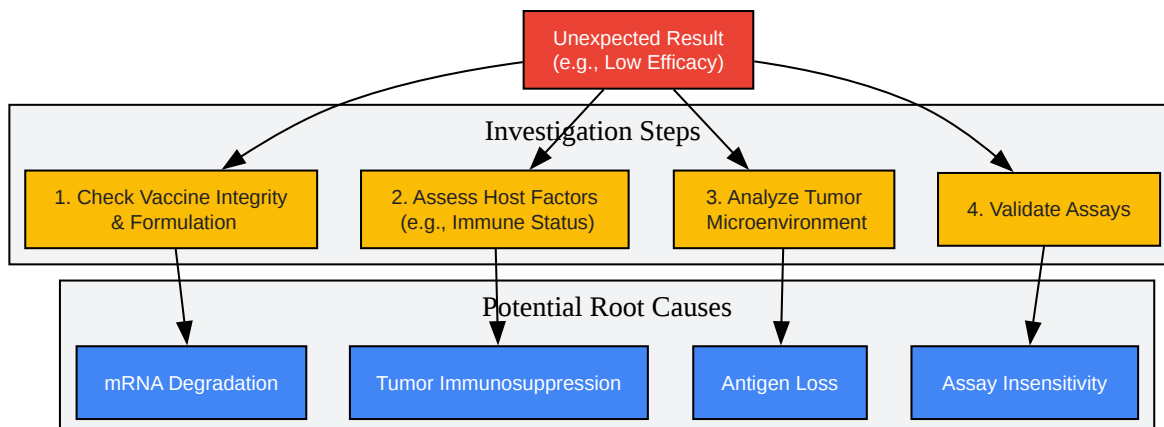 Unexpected Result
(e.g., Low Efficacy)
Investigation Steps
1. Check Vaccine Integrity
& Formulation
2. Assess Host Factors
(e.g., Immune Status)
3. Analyze Tumor
Microenvironment
4. Validate Assays
Potential Root Causes
mRNA Degradation
Tumor Immunosuppression
Antigen Loss
Assay Insensitivity